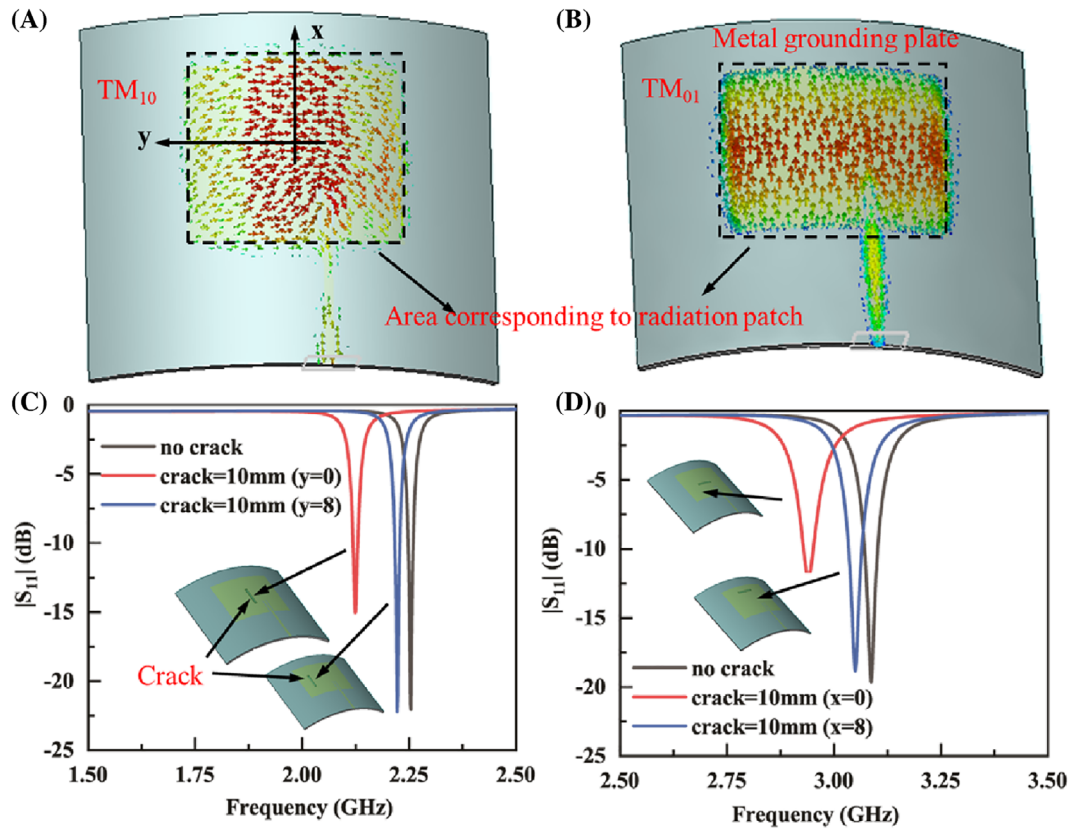 (A)
x
TM₁₀
y
(B)
Metal grounding plate
TM₀₁
Area corresponding to radiation patch
(C)
0
-5
-10
-15
-20
-25
|S₁₁| (dB)
no crack
crack=10mm (y=0)
crack=10mm (y=8)
Crack
1.50
2.00
2.25
2.50
Frequency (GHz)
(D)
0
-5
-10
-15
-20
-25
|S₁₁| (dB)
no crack
crack=10mm (x=0)
crack=10mm (x=8)
2.50
2.75
3.00
3.25
3.50
Frequency (GHz)